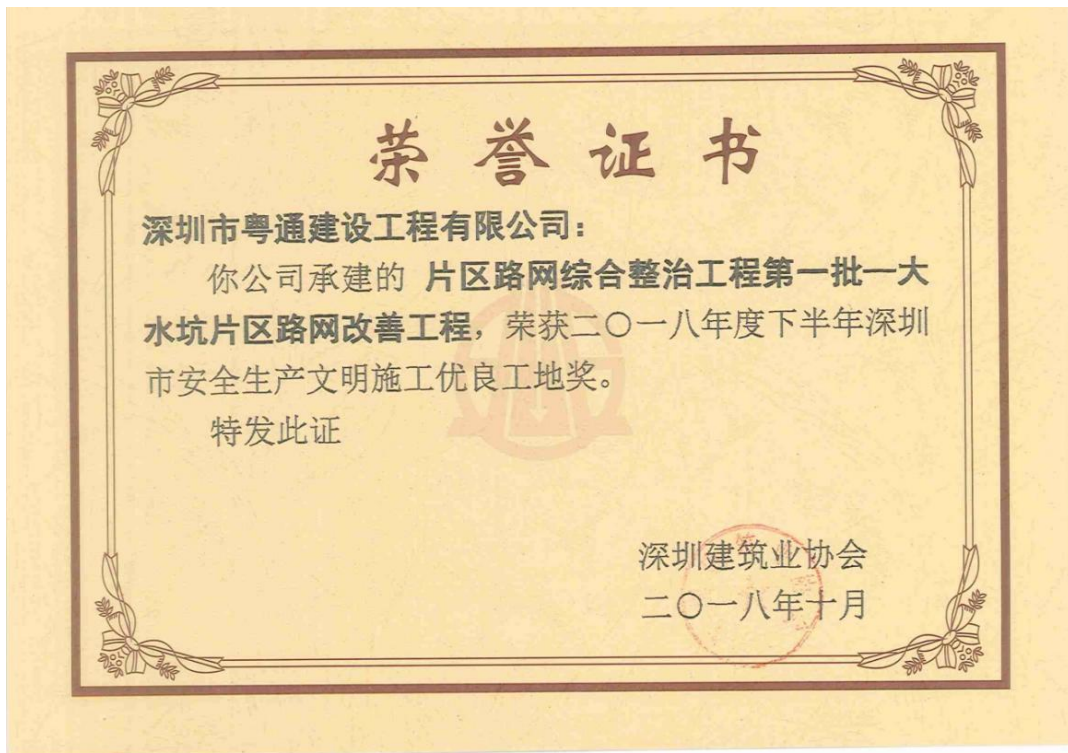 荣誉证书
深圳市粤通建设工程有限公司：
你公司承建的 片区路网综合整治工程第一批一大
水坑片区路网改善工程，荣获二〇一八年度下半年深圳
市安全生产文明施工优良工地奖。
特发此证
深圳建筑业协会
二〇一八年十月